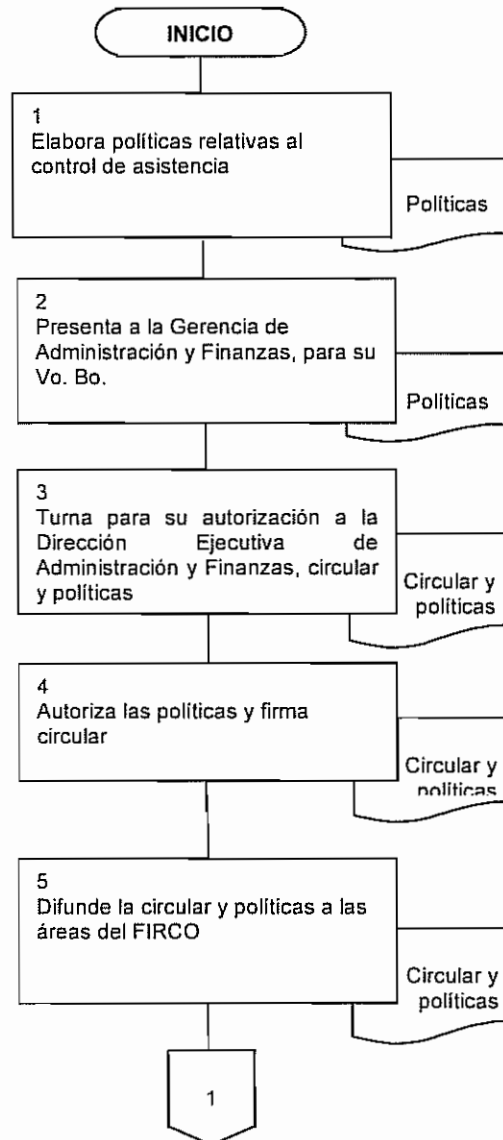 INICIO
1
Elabora políticas relativas al
control de asistencia
Políticas
2
Presenta a la Gerencia de
Administración y Finanzas, para su
Vo. Bo.
Políticas
3
Turna para su autorización a la
Dirección Ejecutiva de
Administración y Finanzas, circular
y políticas
Circular y
políticas
4
Autoriza las políticas y firma
circular
Circular y
políticas
5
Difunde la circular y políticas a las
áreas del FIRCO
Circular y
políticas
1